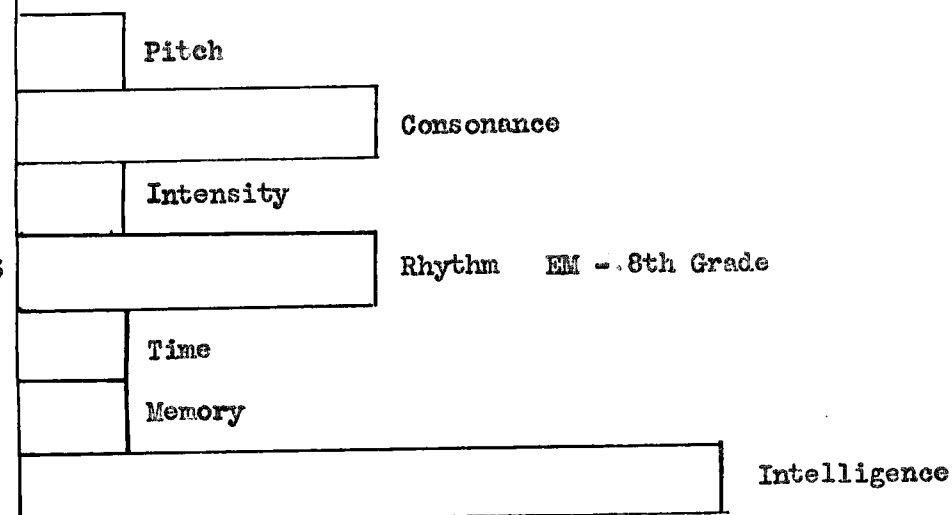 Pitch
Consonance
Intensity
Rhythm EM - 8th Grade
Time
Memory
Intelligence